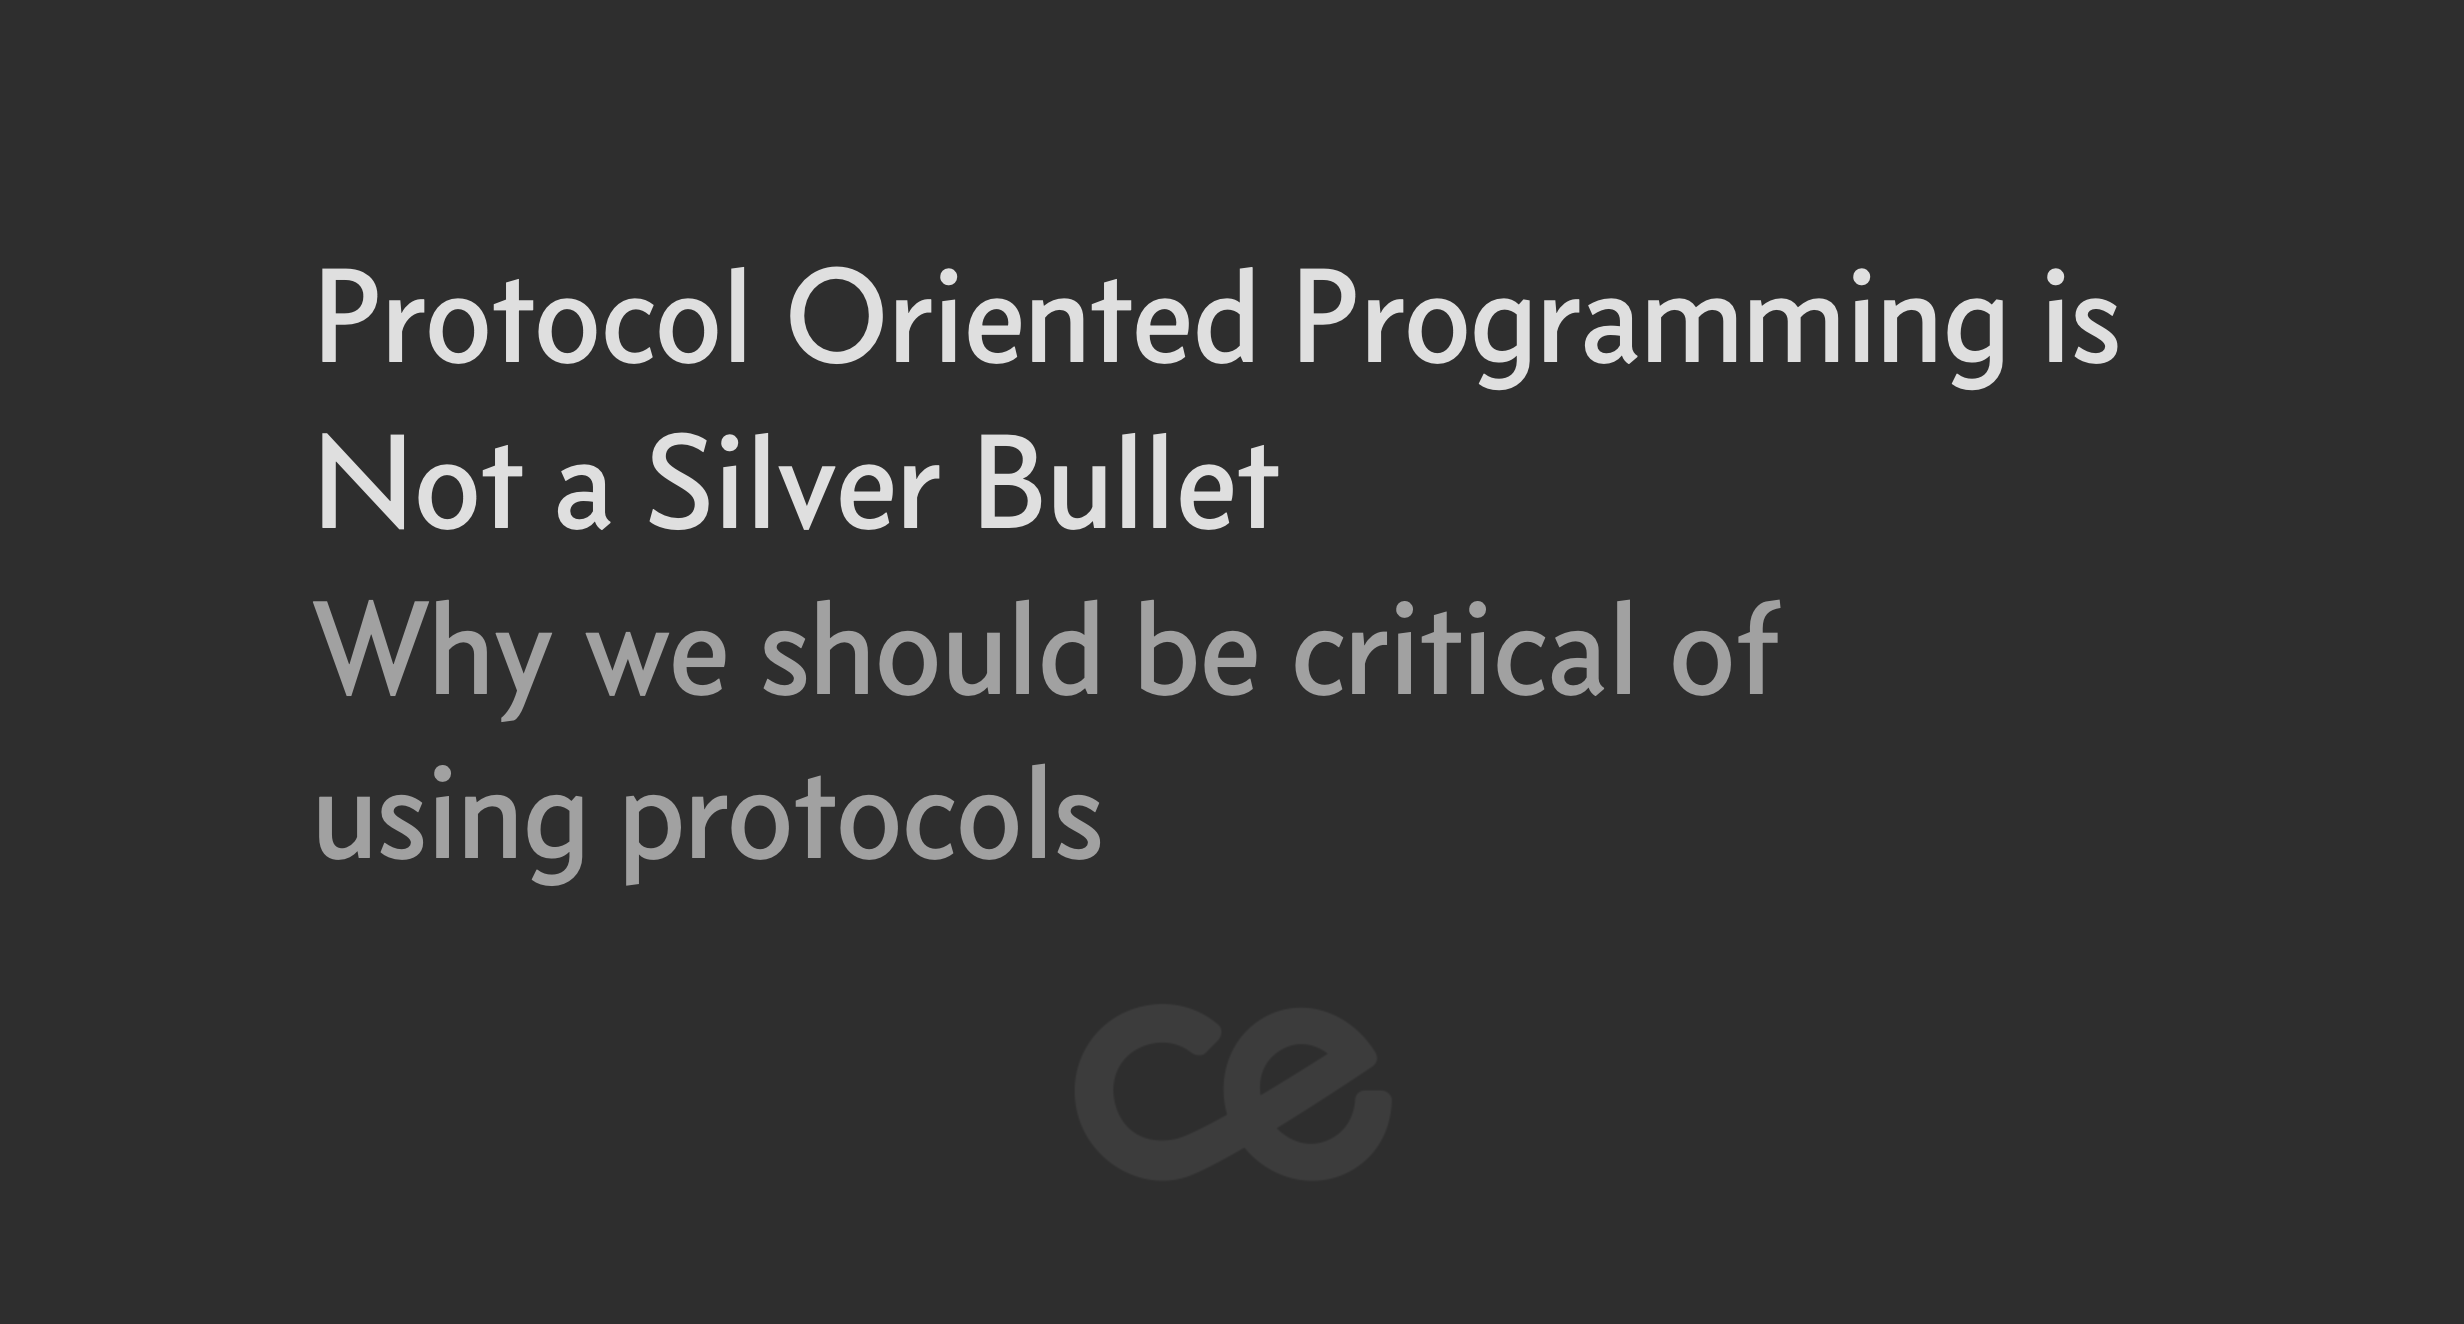 Protocol Oriented Programming is
Not a Silver Bullet
Why we should be critical of
using protocols
ce